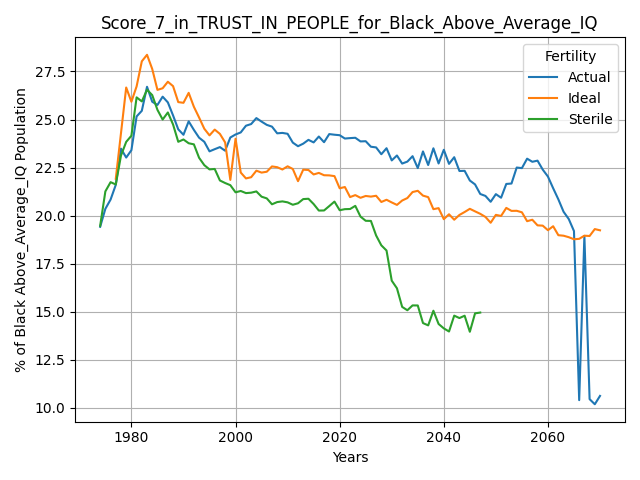 Score_7_in_TRUST_IN_PEOPLE_for_Black_Above_Average_IQ
% of Black Above_Average_IQ Population
27.5
25.0
22.5
20.0
17.5
15.0
12.5
10.0
Fertility
Actual
Ideal
Sterile
1980
2000
2020
2040
2060
Years